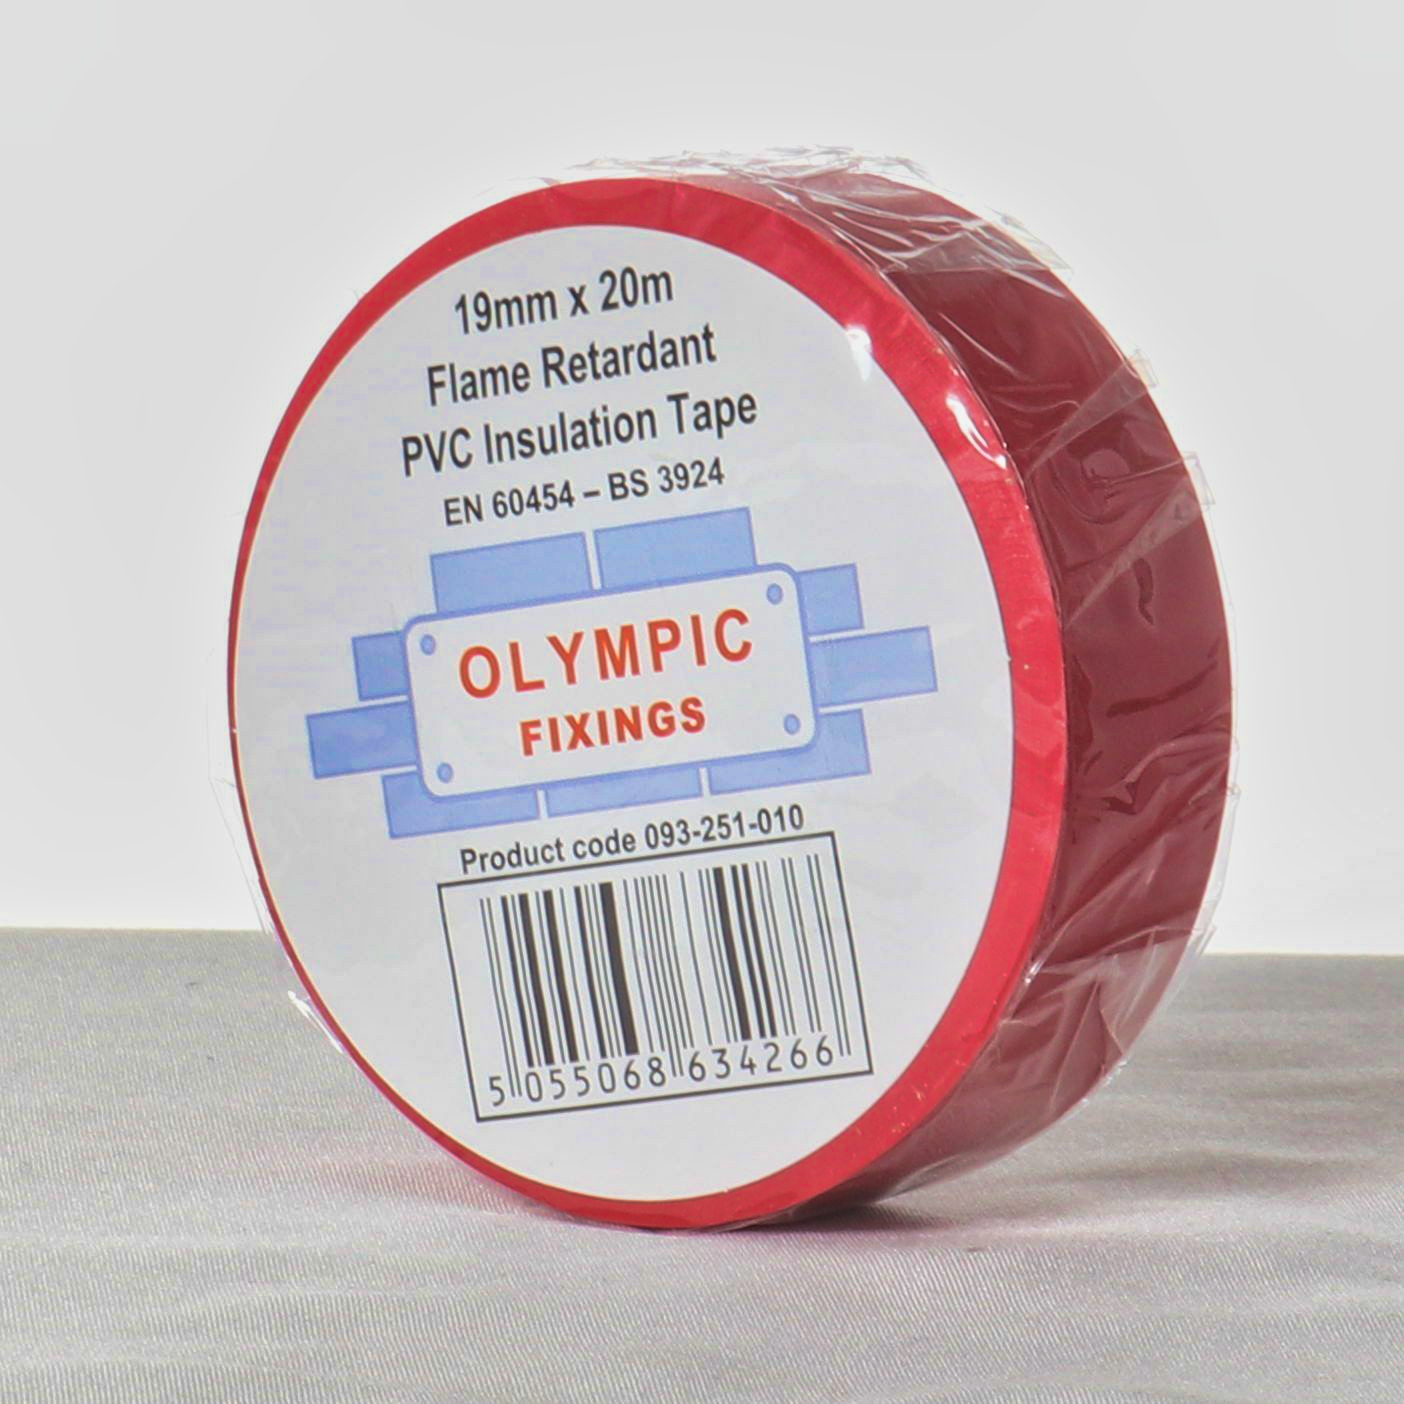 19mm x 20m
Flame Retardant
PVC Insulation Tape
EN 60454 – BS 3924
OLYMPIC
FIXINGS
Product code 093-251-010
5 055068 634266